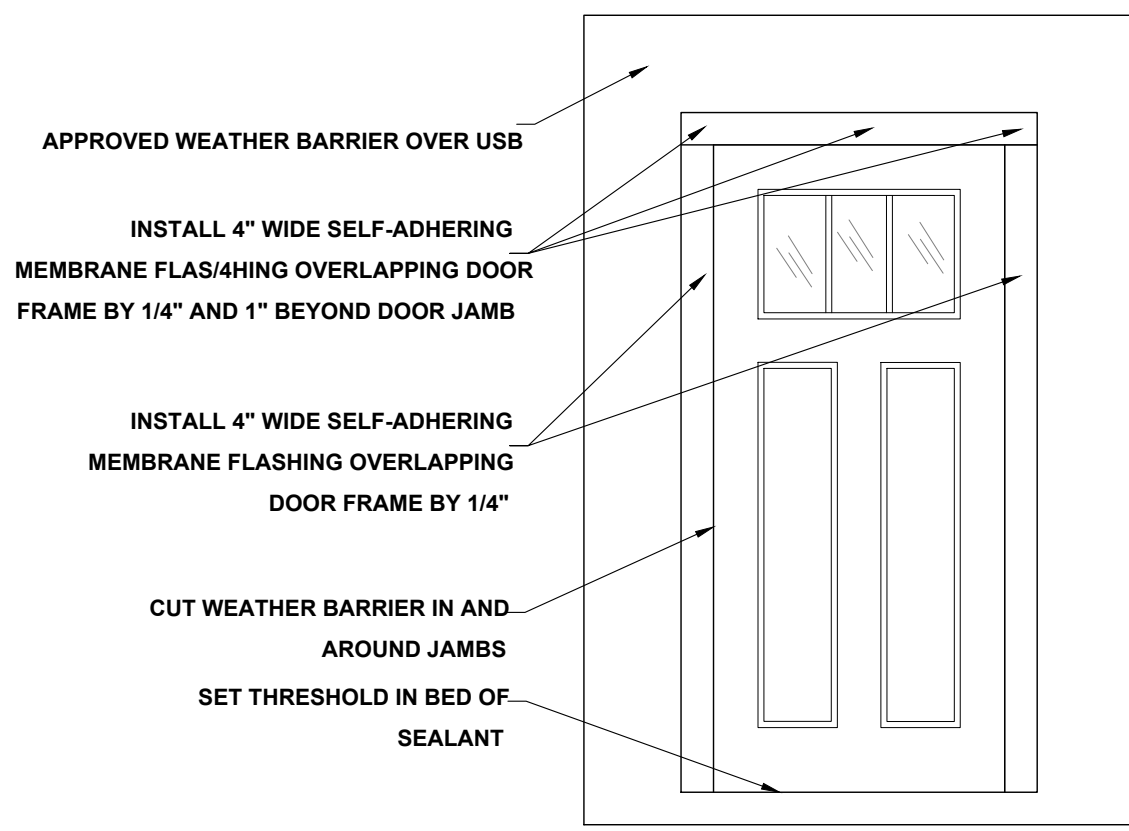 APPROVED WEATHER BARRIER OVER USB
INSTALL 4" WIDE SELF-ADHERING
MEMBRANE FLAS/4HING OVERLAPPING DOOR
FRAME BY 1/4" AND 1" BEYOND DOOR JAMB
INSTALL 4" WIDE SELF-ADHERING
MEMBRANE FLASHING OVERLAPPING
DOOR FRAME BY 1/4"
CUT WEATHER BARRIER IN AND
AROUND JAMBS
SET THRESHOLD IN BED OF
SEALANT